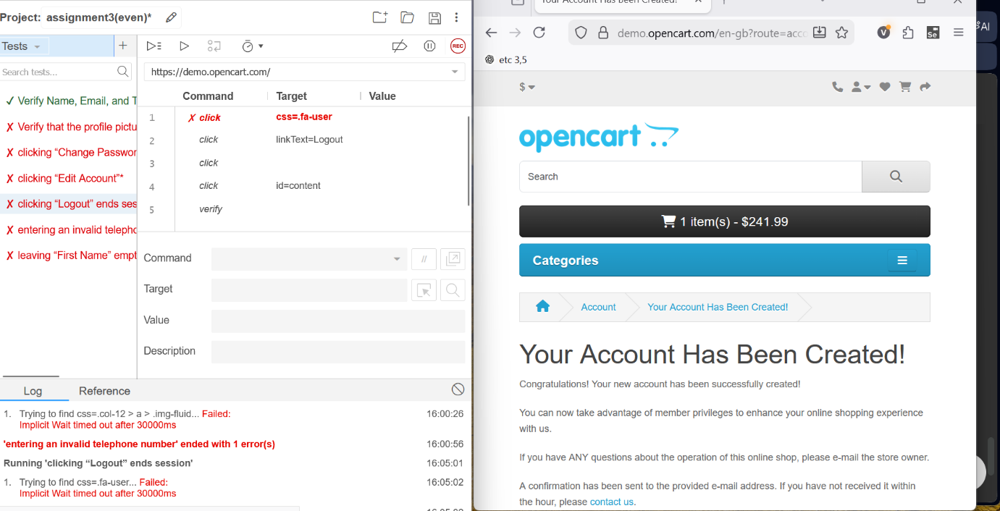 Project: assignment3(even)*
Tests
Search tests...
✓ Verify Name, Email, and T
✗ Verify that the profile pictu
✗ clicking “Change Passwor
✗ clicking “Edit Account”*
✗ clicking “Logout” ends ses
✗ entering an invalid telepho
✗ leaving “First Name” empt
REC
https://demo.opencart.com/
Command Target Value
1 ✗ click css=.fa-user
2 click linkText=Logout
3 click
4 click id=content
5 verify
Command //
Target
Value
Description
Log Reference
1. Trying to find css=.col-12 > a > .img-fluid... Failed: 16:00:26
Implicit Wait timed out after 30000ms
'entering an invalid telephone number' ended with 1 error(s) 16:00:56
Running 'clicking “Logout” ends session' 16:05:01
1. Trying to find css=.fa-user... Failed: 16:05:02
Implicit Wait timed out after 30000ms
Your Account Has Been Created!
demo.opencart.com/en-gb?route=acc
V
Se
AI
etc 3,5
$
opencart
Search
1 item(s) - $241.99
Categories
Account Your Account Has Been Created!
Your Account Has Been Created!
Congratulations! Your new account has been successfully created!
You can now take advantage of member privileges to enhance your online shopping experience
with us.
If you have ANY questions about the operation of this online shop, please e-mail the store owner.
A confirmation has been sent to the provided e-mail address. If you have not received it within
the hour, please contact us.